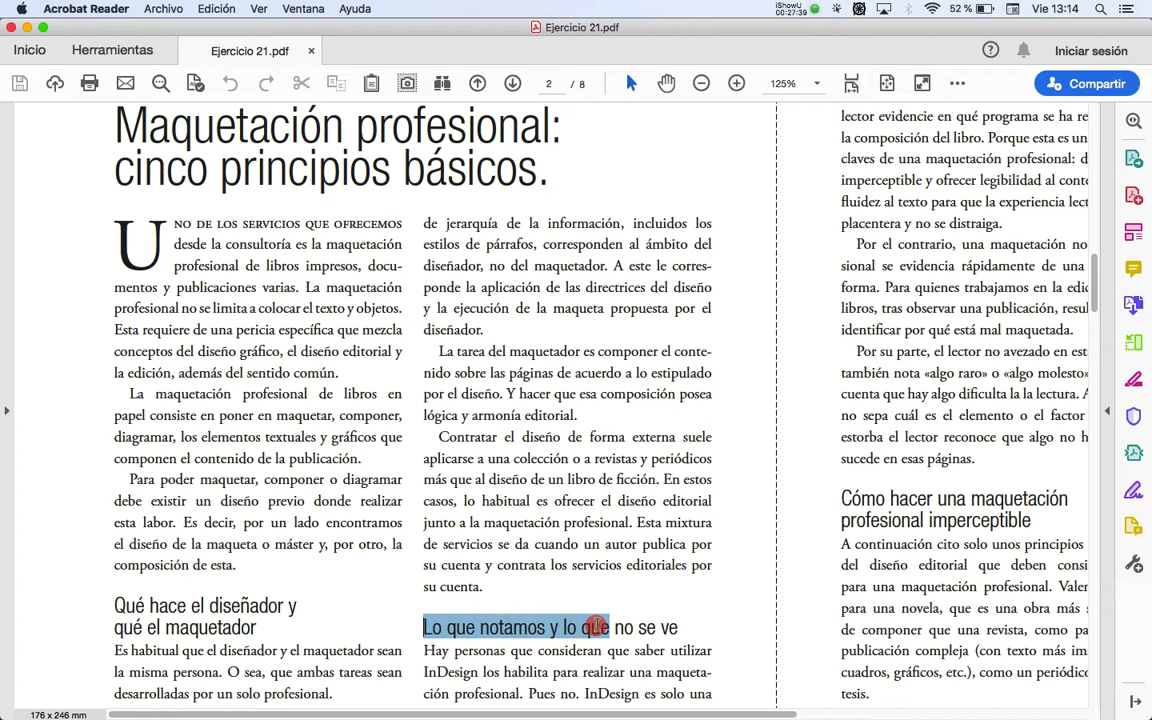 Acrobat Reader Archivo Edición Ver Ventana Ayuda
iShowU
00:27:39
52 %
Vie 13:14
Ejercicio 21.pdf
Inicio
Herramientas
Ejercicio 21.pdf ×
Iniciar sesión
2 / 8
125%
Compartir
Maquetación profesional:
cinco principios básicos.
UNO DE LOS SERVICIOS QUE OFRECEMOS
desde la consultoría es la maquetación
profesional de libros impresos, docu-
mentos y publicaciones varias. La maquetación
profesional no se limita a colocar el texto y objetos.
Esta requiere de una pericia específica que mezcla
conceptos del diseño gráfico, el diseño editorial y
la edición, además del sentido común.
La maquetación profesional de libros en
papel consiste en poner en maquetar, componer,
diagramar, los elementos textuales y gráficos que
componen el contenido de la publicación.
Para poder maquetar, componer o diagramar
debe existir un diseño previo donde realizar
esta labor. Es decir, por un lado encontramos
el diseño de la maqueta o máster y, por otro, la
composición de esta.
Qué hace el diseñador y
qué el maquetador
Es habitual que el diseñador y el maquetador sean
la misma persona. O sea, que ambas tareas sean
desarrolladas por un solo profesional.
de jerarquía de la información, incluidos los
estilos de párrafos, corresponden al ámbito del
diseñador, no del maquetador. A este le corres-
ponde la aplicación de las directrices del diseño
y la ejecución de la maqueta propuesta por el
diseñador.
La tarea del maquetador es componer el conte-
nido sobre las páginas de acuerdo a lo estipulado
por el diseño. Y hacer que esa composición posea
lógica y armonía editorial.
Contratar el diseño de forma externa suele
aplicarse a una colección o a revistas y periódicos
más que al diseño de un libro de ficción. En estos
casos, lo habitual es ofrecer el diseño editorial
junto a la maquetación profesional. Esta mixtura
de servicios se da cuando un autor publica por
su cuenta y contrata los servicios editoriales por
su cuenta.
Lo que notamos y lo que no se ve
Hay personas que consideran que saber utilizar
InDesign los habilita para realizar una maqueta-
ción profesional. Pues no. InDesign es solo una
lector evidencie en qué programa se ha re
la composición del libro. Porque esta es un
claves de una maquetación profesional: d
imperceptible y ofrecer legibilidad al conte
fluidez al texto para que la experiencia lect
placentera y no se distraiga.
Por el contrario, una maquetación no
sional se evidencia rápidamente de una
forma. Para quienes trabajamos en la edic
libros, tras observar una publicación, resul
identificar por qué está mal maquetada.
Por su parte, el lector no avezado en est
también nota «algo raro» o «algo molesto»
cuenta que hay algo dificulta la la lectura. A
no sepa cuál es el elemento o el factor
estorba el lector reconoce que algo no h
sucede en esas páginas.
Cómo hacer una maquetación
profesional imperceptible
A continuación cito solo unos principios
del diseño editorial que deben consi
para una maquetación profesional. Valen
para una novela, que es una obra más s
de componer que una revista, como pa
publicación compleja (con texto más im
cuadros, gráficos, etc.), como un periódic
tesis.
176 x 246 mm